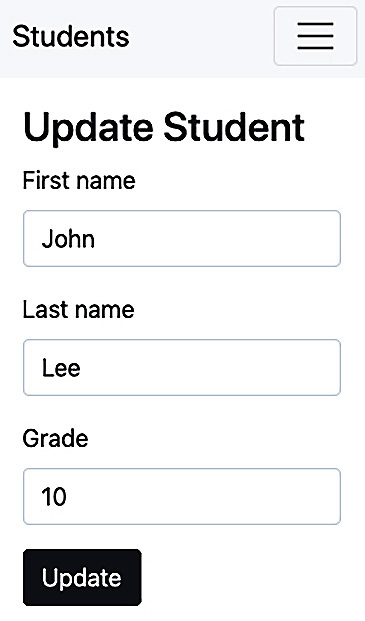 Students
Update Student
First name
John
Last name
Lee
Grade
10
Update